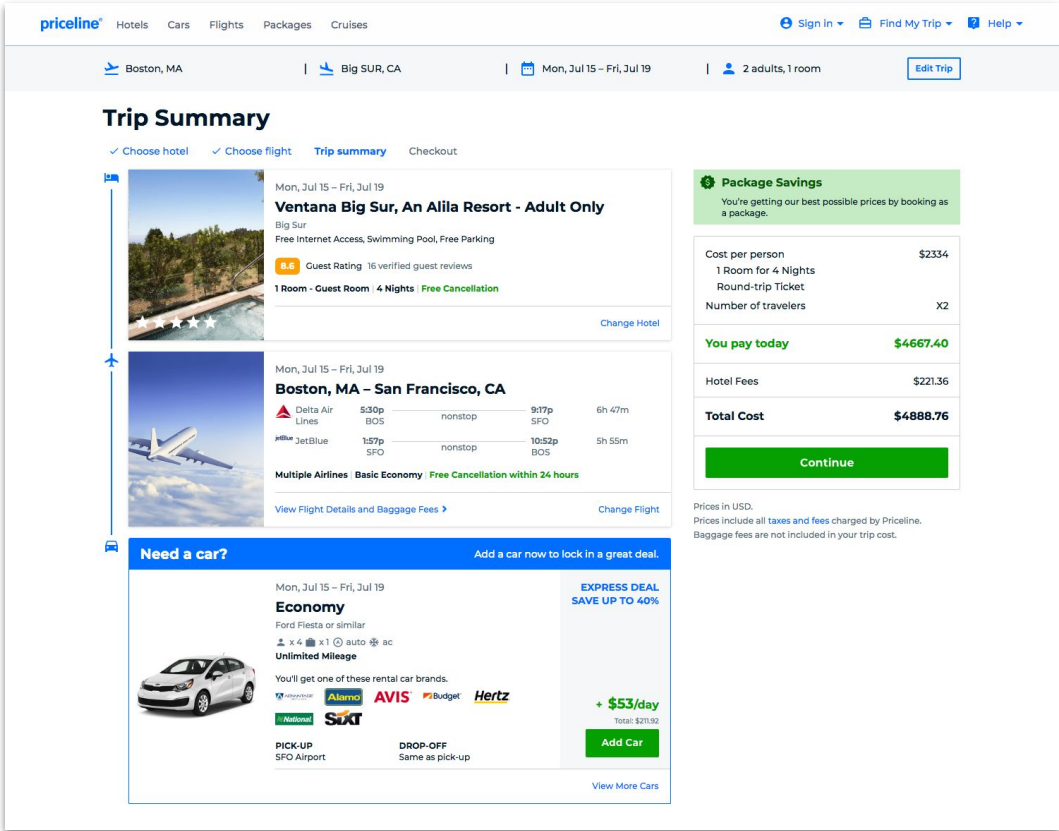 priceline® Hotels Cars Flights Packages Cruises Sign in Find My Trip Help
Boston, MA | Big SUR, CA | Mon, Jul 15 – Fri, Jul 19 | 2 adults, 1 room Edit Trip
Trip Summary
Choose hotel Choose flight Trip summary Checkout
Mon, Jul 15 – Fri, Jul 19
Ventana Big Sur, An Alila Resort - Adult Only
Big Sur
Free Internet Access, Swimming Pool, Free Parking
8.6 Guest Rating 16 verified guest reviews
1 Room - Guest Room | 4 Nights | Free Cancellation
Change Hotel
Mon, Jul 15 – Fri, Jul 19
Boston, MA – San Francisco, CA
Delta Air Lines 5:30p BOS nonstop 9:17p SFO 6h 47m
jetBlue JetBlue 1:57p SFO nonstop 10:52p BOS 5h 55m
Multiple Airlines | Basic Economy | Free Cancellation within 24 hours
View Flight Details and Baggage Fees Change Flight
Need a car? Add a car now to lock in a great deal.
Mon, Jul 15 – Fri, Jul 19
Economy
Ford Fiesta or similar
x 4 x 1 auto ac
Unlimited Mileage
You'll get one of these rental car brands.
ADVANTAGE Alamo AVIS Budget Hertz
National SIXT
PICK-UP
SFO Airport
DROP-OFF
Same as pick-up
EXPRESS DEAL
SAVE UP TO 40%
+ $53/day
Total: $211.92
Add Car
View More Cars
Package Savings
You're getting our best possible prices by booking as
a package.
Cost per person $2334
1 Room for 4 Nights
Round-trip Ticket
Number of travelers X2
You pay today $4667.40
Hotel Fees $221.36
Total Cost $4888.76
Continue
Prices in USD.
Prices include all taxes and fees charged by Priceline.
Baggage fees are not included in your trip cost.